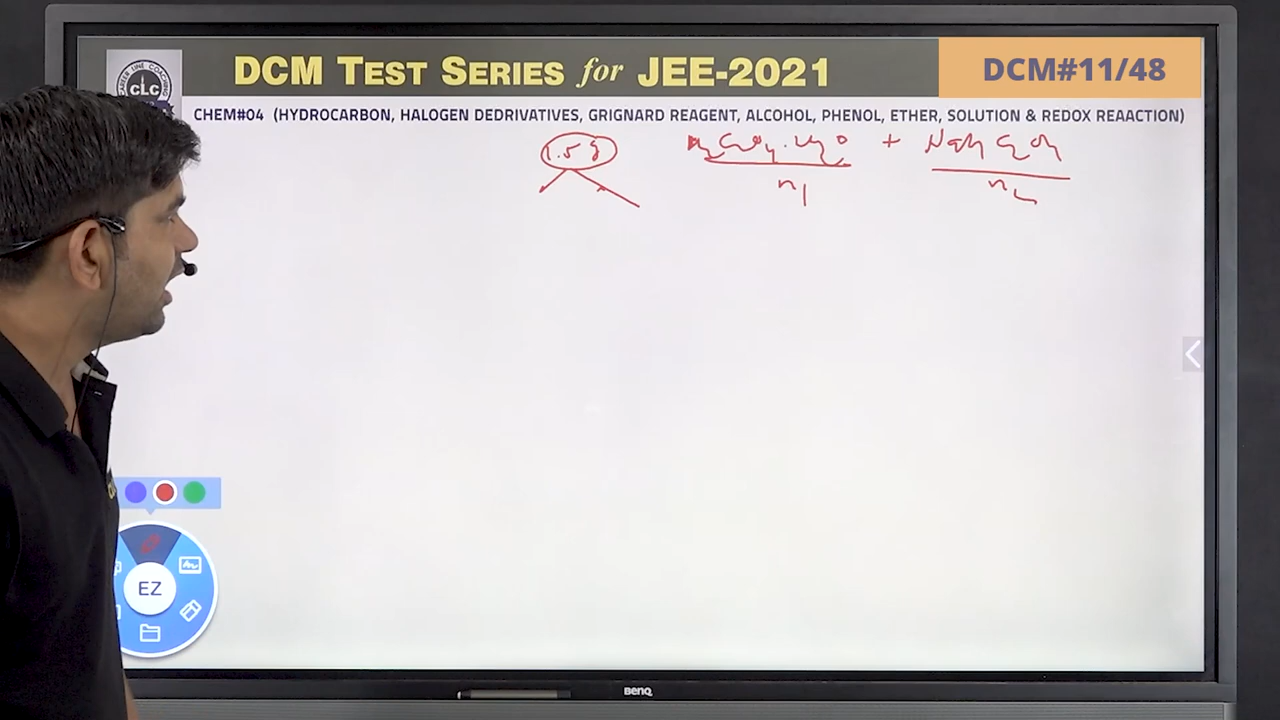 DCM TEST SERIES for JEE-2021
DCM#11/48
CLC
CHEM#04 (HYDROCARBON, HALOGEN DEDRIVATIVES, GRIGNARD REAGENT, ALCOHOL, PHENOL, ETHER, SOLUTION & REDOX REAACTION)
1.5 g
+
n1
n2
EZ
BenQ